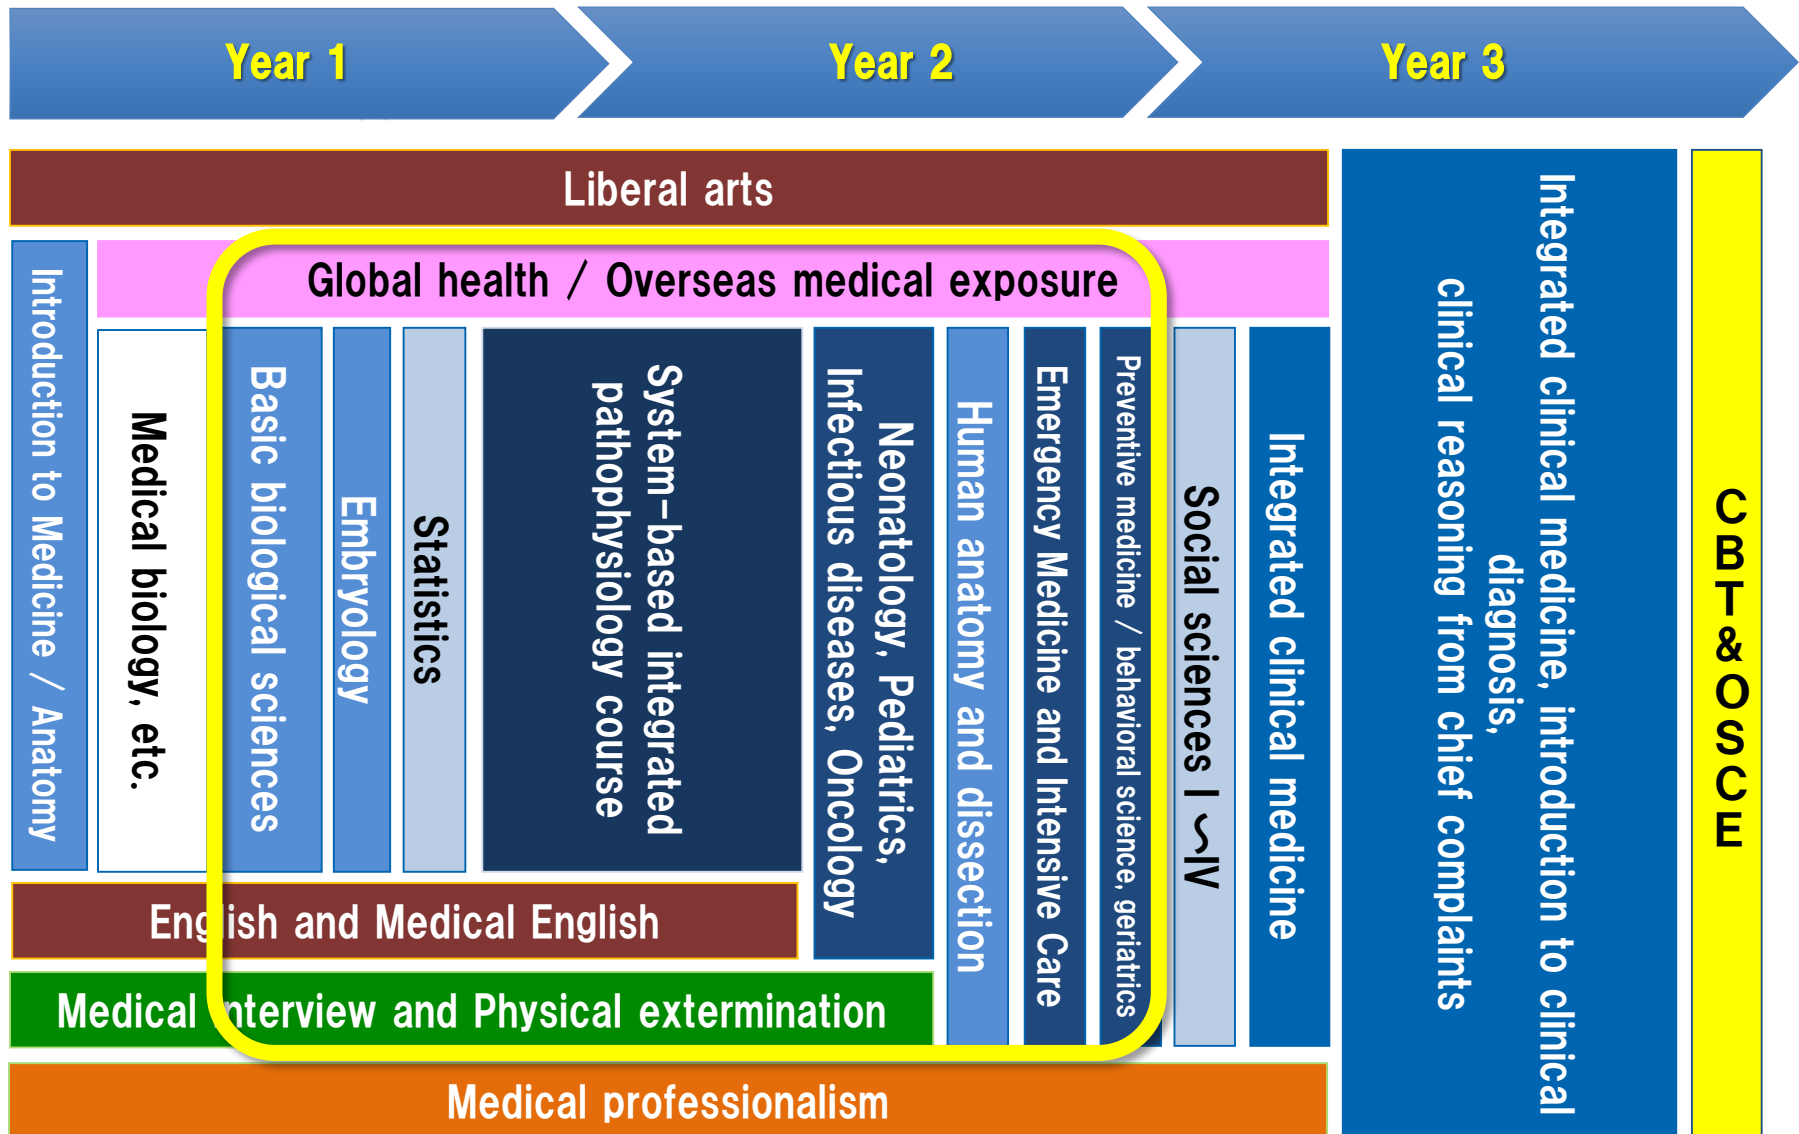 Year 1
Year 2
Year 3
Liberal arts
Global health / Overseas medical exposure
Introduction to Medicine / Anatomy
Medical biology, etc.
Basic biological sciences
Embryology
Statistics
System-based integrated
pathophysiology course
Neonatology, Pediatrics,
Infectious diseases, Oncology
Human anatomy and dissection
Emergency Medicine and Intensive Care
Preventive medicine / behavioral science, geriatrics
Social sciences I ~IV
Integrated clinical medicine
Integrated clinical medicine, introduction to clinical
diagnosis,
clinical reasoning from chief complaints
CBT&OSCE
English and Medical English
Medical interview and Physical extermination
Medical professionalism